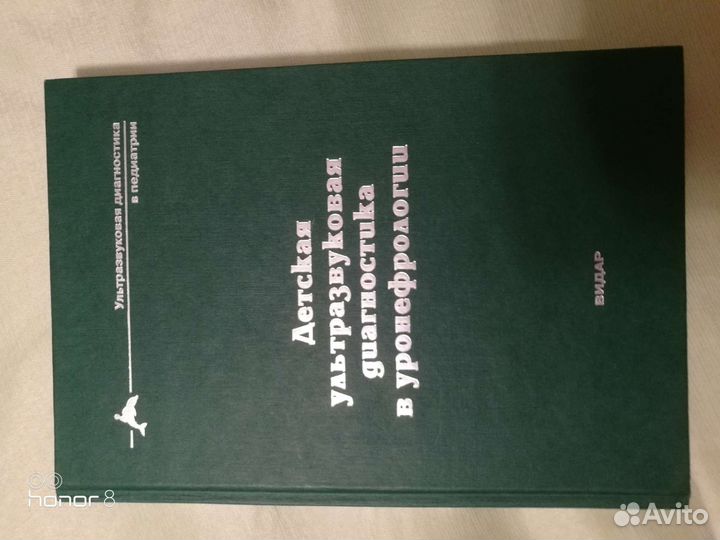 Ультразвуковая диагностика
в педиатрии
Детская
ультразвуковая
диагностика
в уронефрологии
ВИДАР
honor 8
Avito